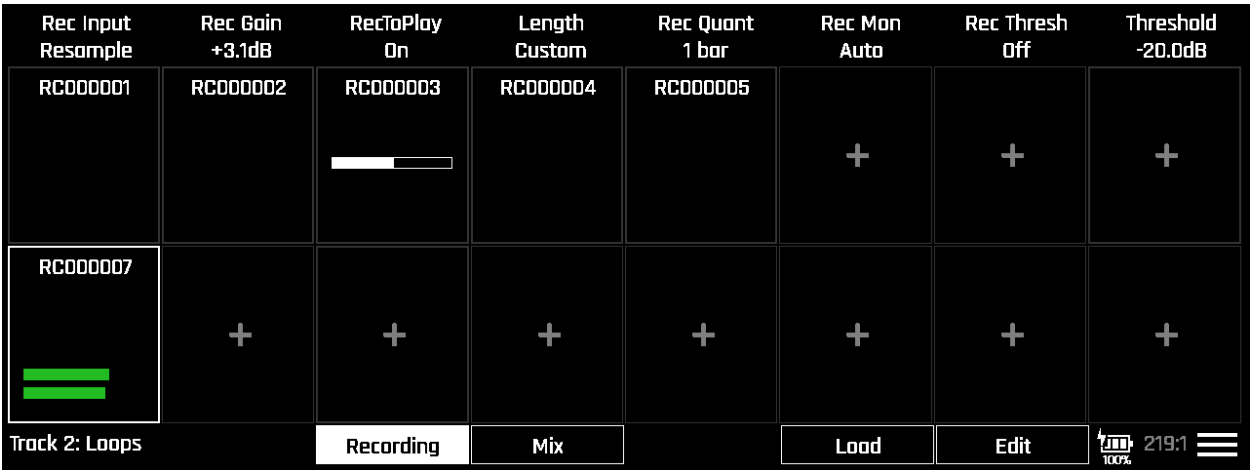 Rec Input Rec Gain RecToPlay Length Rec Quant Rec Mon Rec Thresh Threshold
Resample +3.1dB On Custom 1 bar Auto Off -20.0dB
RC000001 RC000002 RC000003 RC000004 RC000005
RC000007
Track 2: Loops Recording Mix Load Edit 100% 219:1